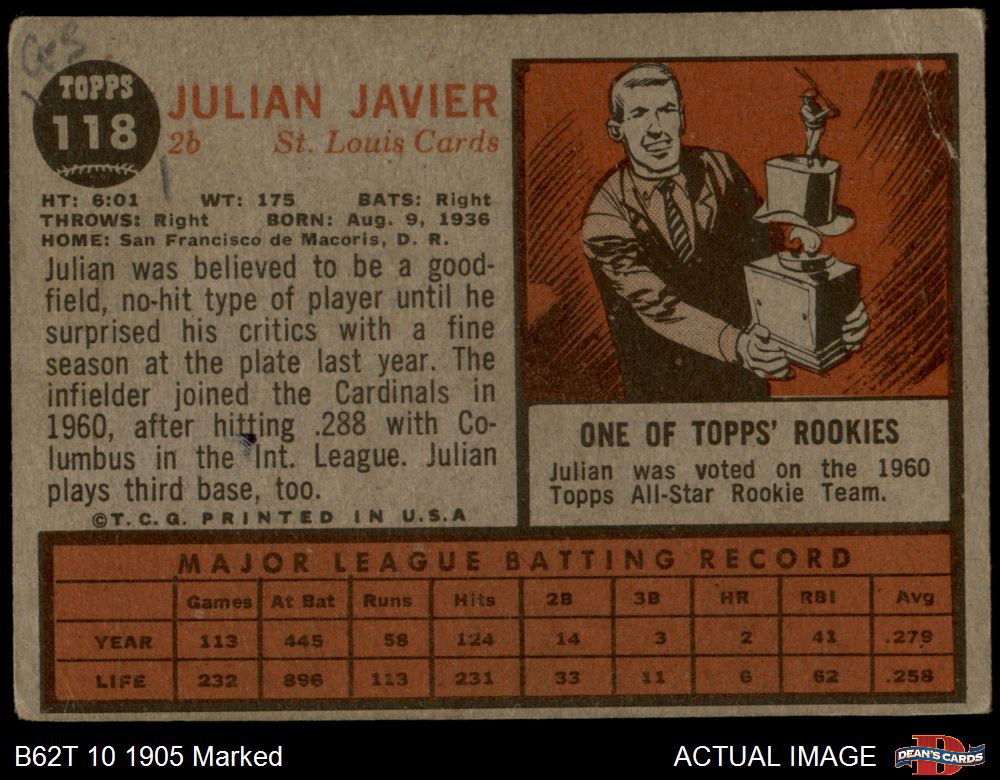 TOPPS
118
JULIAN JAVIER
2b St. Louis Cards
HT: 6:01 WT: 175 BATS: Right
THROWS: Right BORN: Aug. 9, 1936
HOME: San Francisco de Macoris, D. R.
Julian was believed to be a good-
field, no-hit type of player until he
surprised his critics with a fine
season at the plate last year. The
infielder joined the Cardinals in
1960, after hitting .288 with Co-
lumbus in the Int. League. Julian
plays third base, too.
©T.C.G. PRINTED IN U.S.A
ONE OF TOPPS' ROOKIES
Julian was voted on the 1960
Topps All-Star Rookie Team.
MAJOR LEAGUE BATTING RECORD
Games At Bat Runs Hits 2B 3B HR RBI Avg
YEAR 113 445 58 124 14 3 2 41 .279
LIFE 232 896 113 231 33 11 6 62 .258
B62T 10 1905 Marked
ACTUAL IMAGE
DEAN'S CARDS